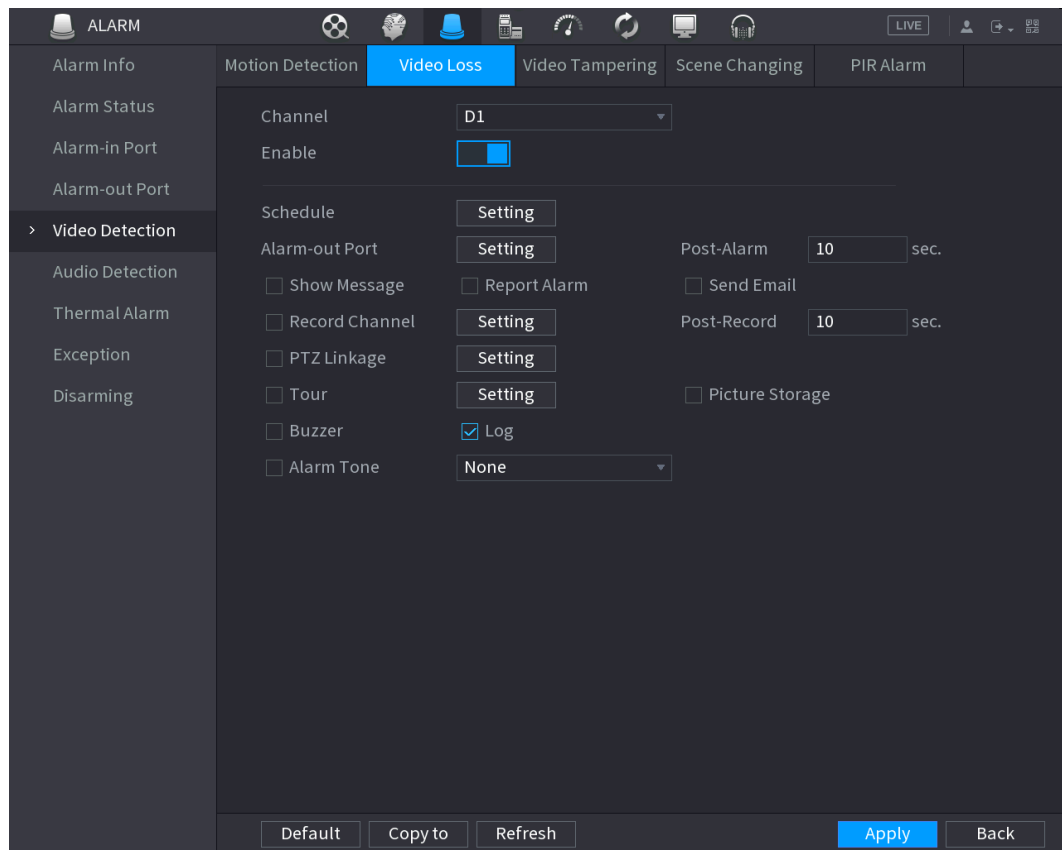 ALARM LIVE
Alarm Info
Alarm Status
Alarm-in Port
Alarm-out Port
> Video Detection
Audio Detection
Thermal Alarm
Exception
Disarming
Motion Detection Video Loss Video Tampering Scene Changing PIR Alarm
Channel D1
Enable
Schedule Setting
Alarm-out Port Setting Post-Alarm 10 sec.
Show Message Report Alarm Send Email
Record Channel Setting Post-Record 10 sec.
PTZ Linkage Setting
Tour Setting Picture Storage
Buzzer Log
Alarm Tone None
Default Copy to Refresh Apply Back